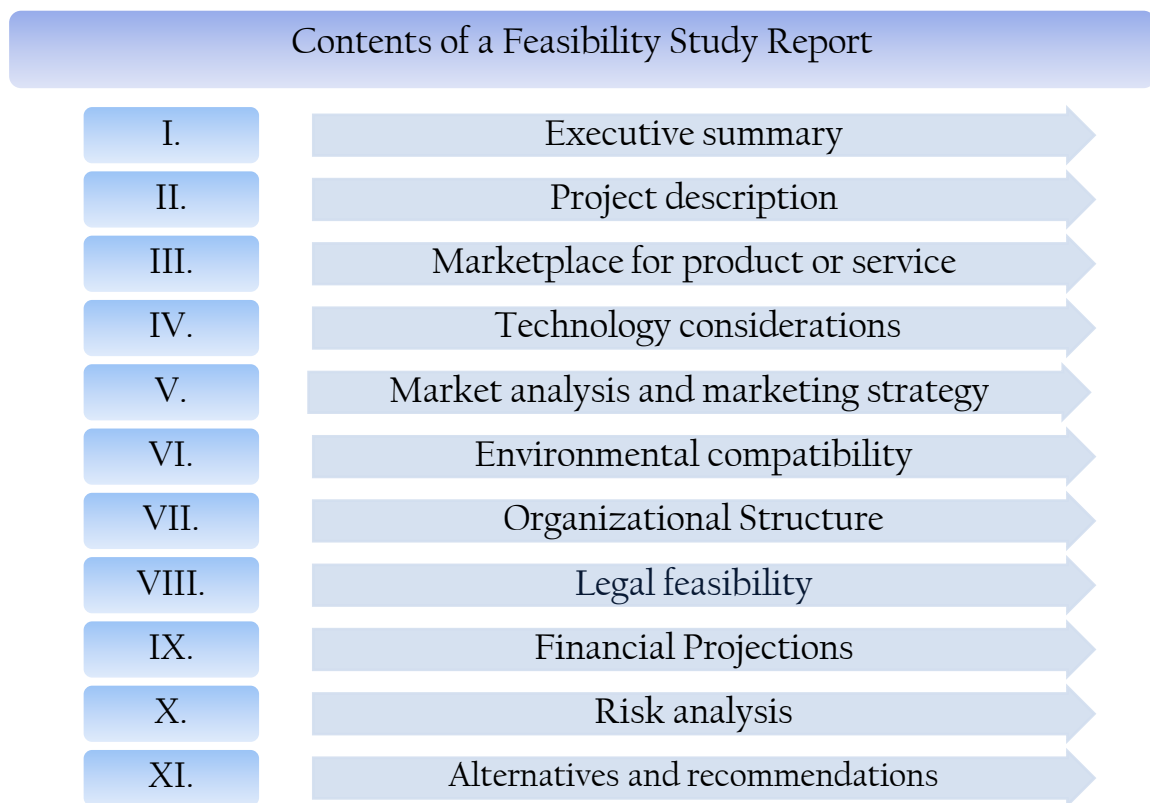 Contents of a Feasibility Study Report
I. Executive summary
II. Project description
III. Marketplace for product or service
IV. Technology considerations
V. Market analysis and marketing strategy
VI. Environmental compatibility
VII. Organizational Structure
VIII. Legal feasibility
IX. Financial Projections
X. Risk analysis
XI. Alternatives and recommendations